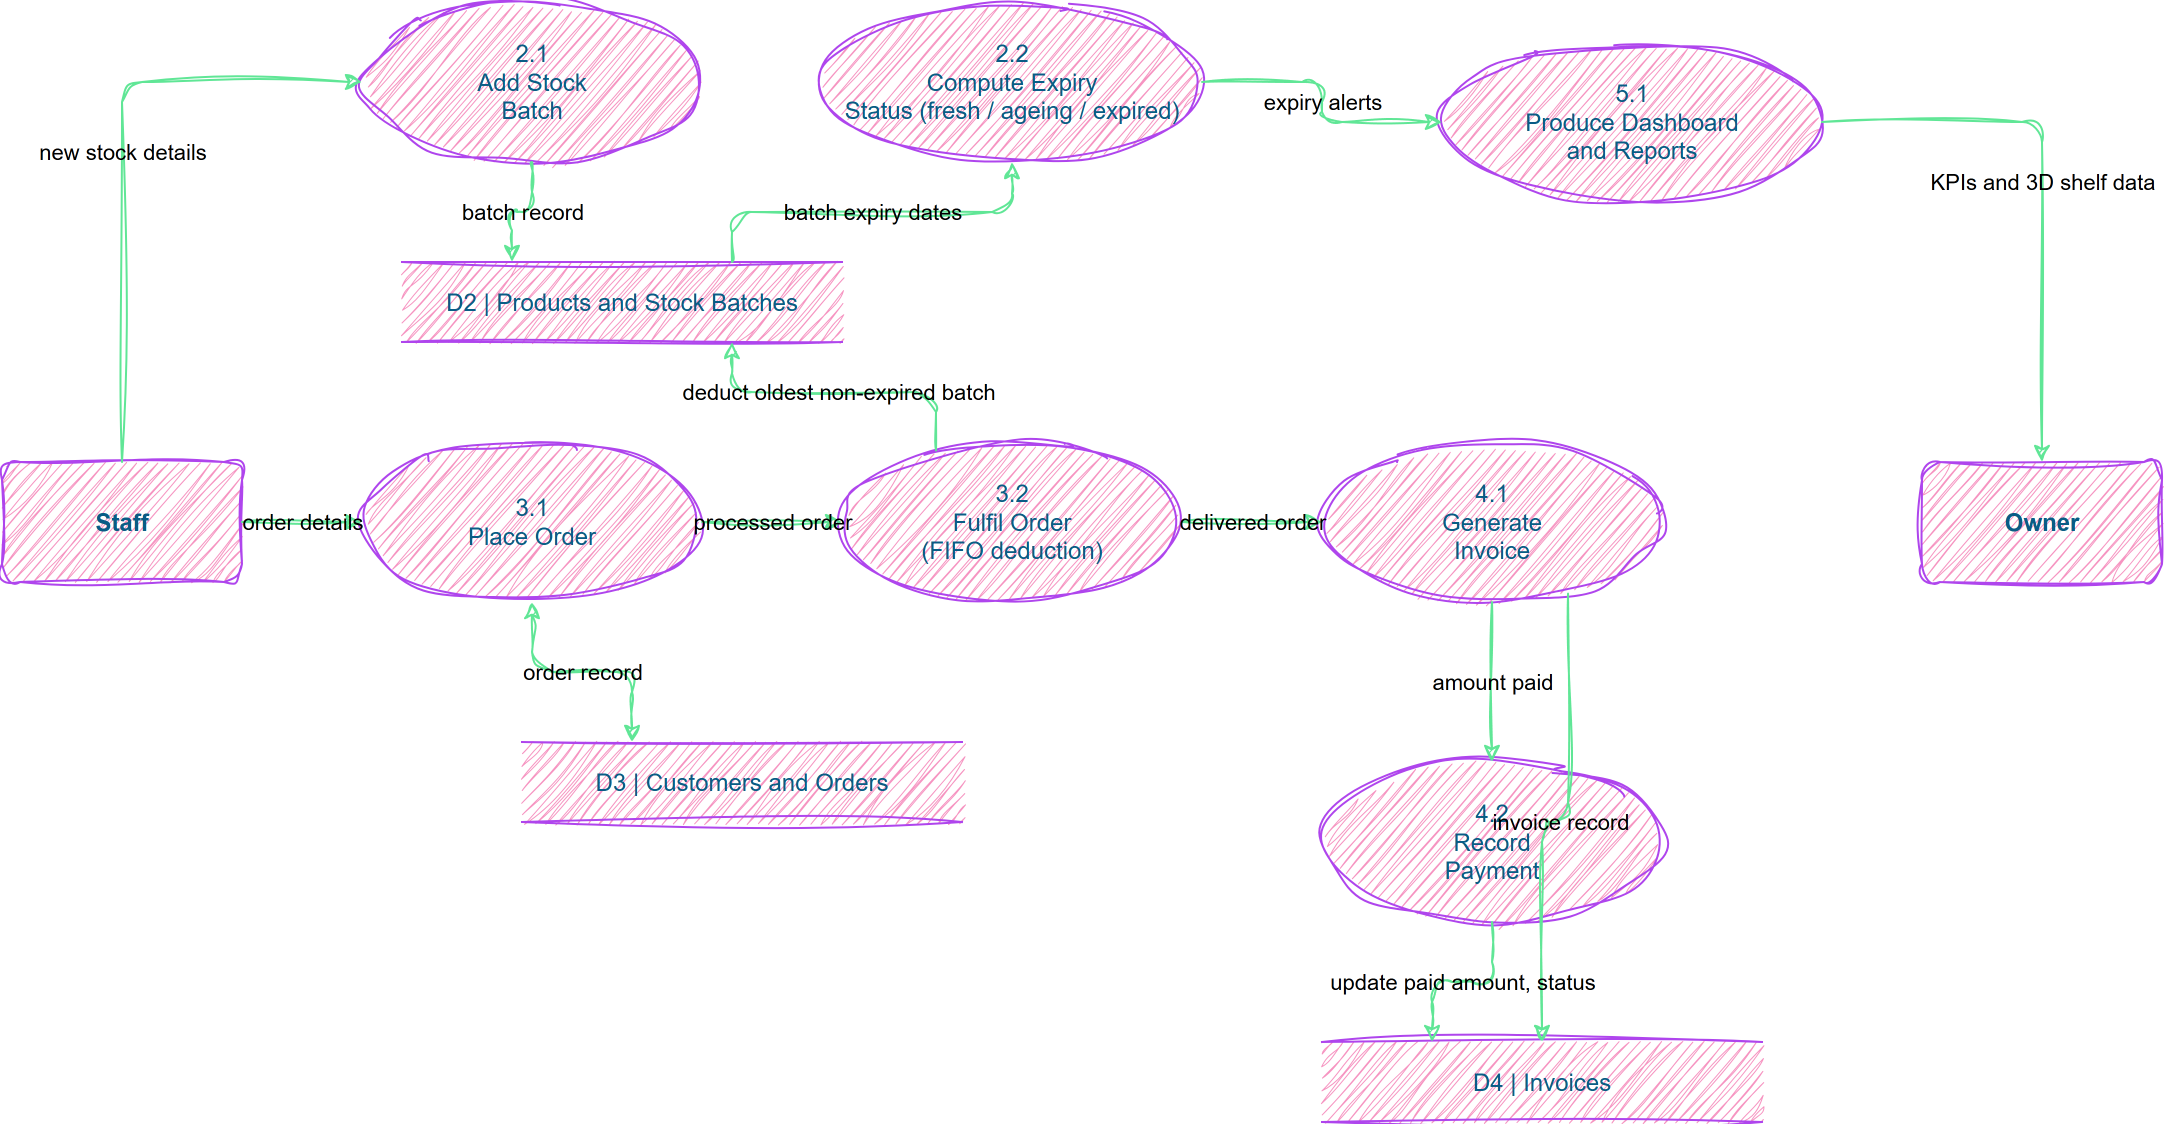 2.1
Add Stock
Batch
2.2
Compute Expiry
Status (fresh / ageing / expired)
expiry alerts
5.1
Produce Dashboard
and Reports
new stock details
KPIs and 3D shelf data
batch record
batch expiry dates
D2 | Products and Stock Batches
deduct oldest non-expired batch
Staff
order details
3.1
Place Order
processed order
3.2
Fulfil Order
(FIFO deduction)
delivered order
4.1
Generate
Invoice
Owner
order record
amount paid
D3 | Customers and Orders
4.2
Record
Payment
invoice record
update paid amount, status
D4 | Invoices